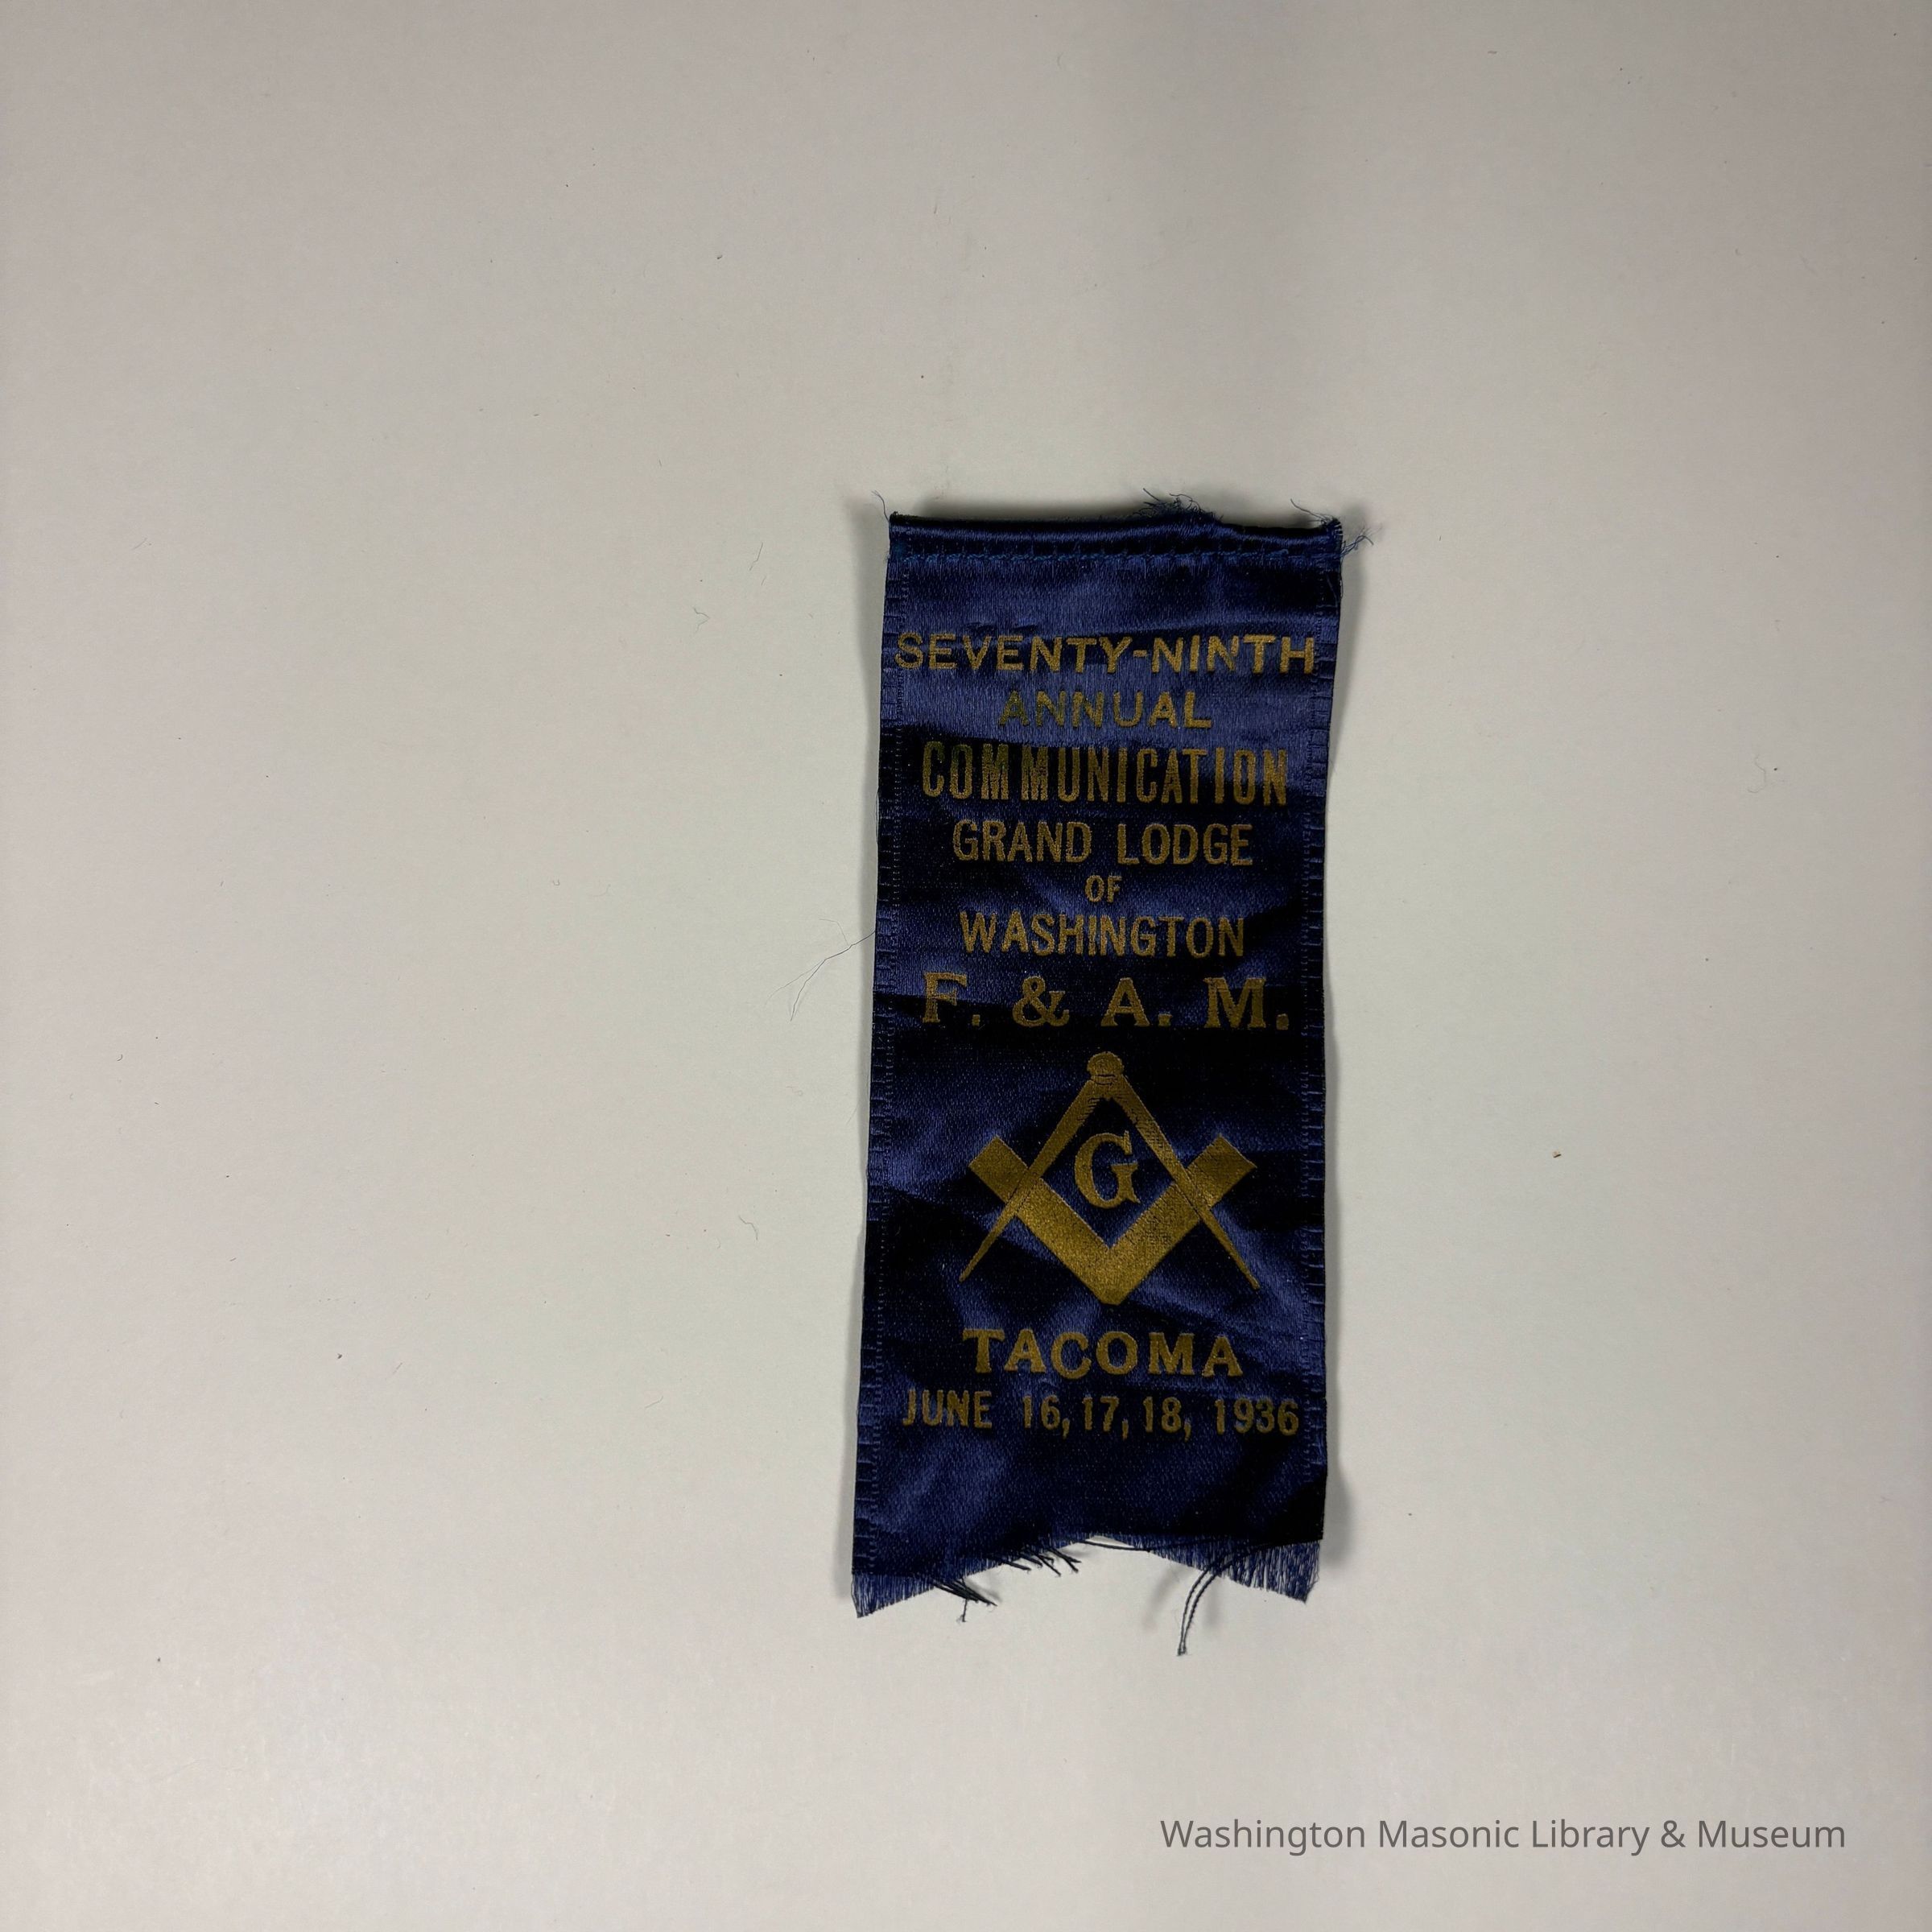 SEVENTY-NINTH
ANNUAL
COMMUNICATION
GRAND LODGE
OF
WASHINGTON
F. & A. M.
G
TACOMA
JUNE 16, 17, 18, 1936
Washington Masonic Library & Museum